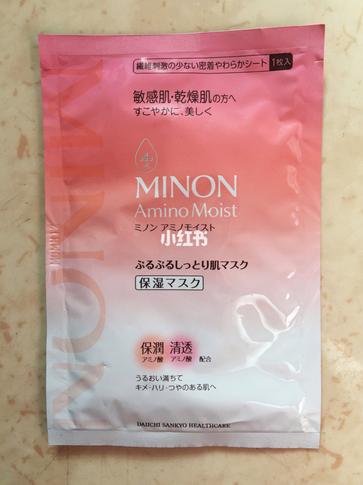 繊維刺激の少ない密着やわらかシート 1枚入
敏感肌・乾燥肌の方へ
すこやかに、美しく
MINON
MINON
Amino Moist
ミノン アミノモイスト
小红书
ぷるぷるしっとり肌マスク
保湿マスク
保潤 清透
アミノ酸 アミノ酸 配合
うるおい満ちて
キメ・ハリ・つやのある肌へ
DAIICHI SANKYO HEALTHCARE